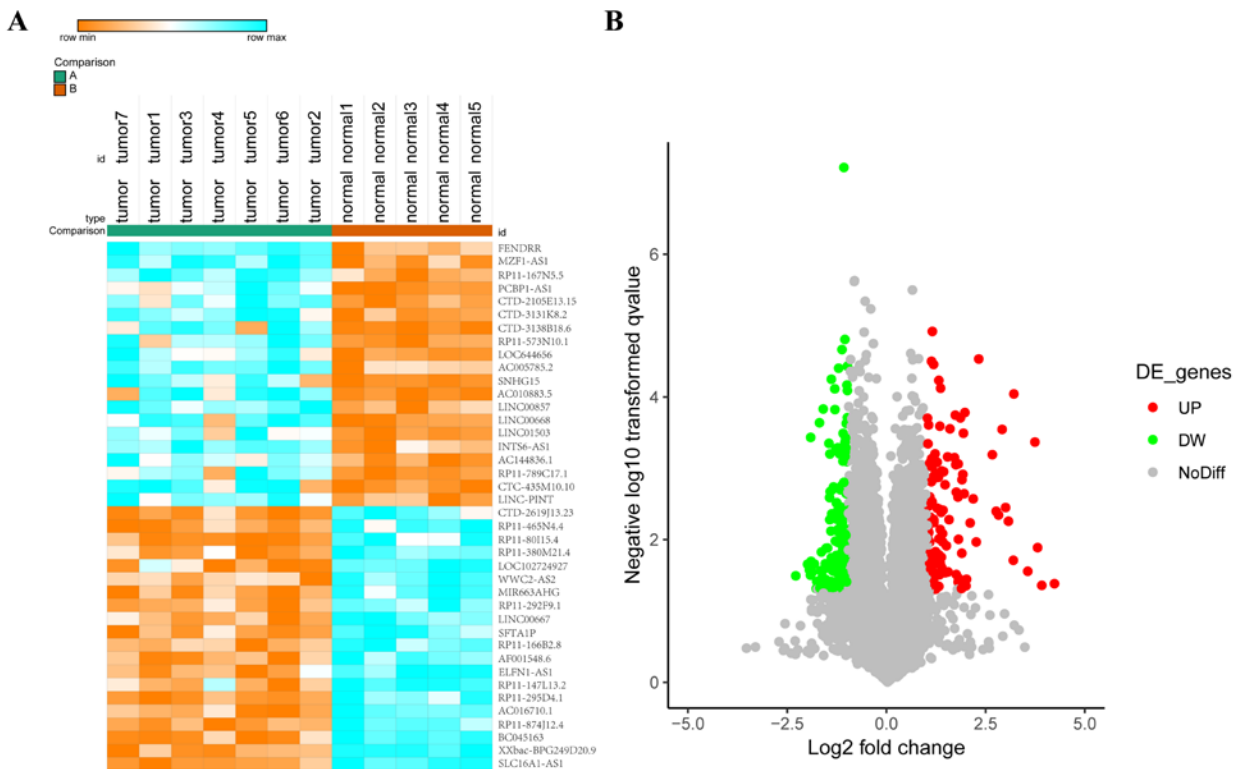 A
row min row max
Comparison
A
B
id tumor7 tumor1 tumor3 tumor4 tumor5 tumor6 tumor2 normal1 normal2 normal3 normal4 normal5
type tumor tumor tumor tumor tumor tumor tumor normal normal normal normal normal
Comparison id
FENDRR
MZF1-AS1
RP11-167N5.5
PCBP1-AS1
CTD-2105E13.15
CTD-3131K8.2
CTD-3138B18.6
RP11-573N10.1
LOC644656
AC005785.2
SNHG15
AC010883.5
LINC00857
LINC00668
LINC01503
INTS6-AS1
AC144836.1
RP11-789C17.1
CTC-435M10.10
LINC-PINT
CTD-2619J13.23
RP11-465N4.4
RP11-80I15.4
RP11-380M21.4
LOC102724927
WWC2-AS2
MIR663AHG
RP11-292F9.1
LINC00667
SFTA1P
RP11-166B2.8
AF001548.6
ELFN1-AS1
RP11-147L13.2
RP11-295D4.1
AC016710.1
RP11-874J12.4
BC045163
XXbac-BPG249D20.9
SLC16A1-AS1
B
Negative log10 transformed qvalue
6
4
2
0
−5.0 −2.5 0.0 2.5 5.0
Log2 fold change
DE_genes
UP
DW
NoDiff